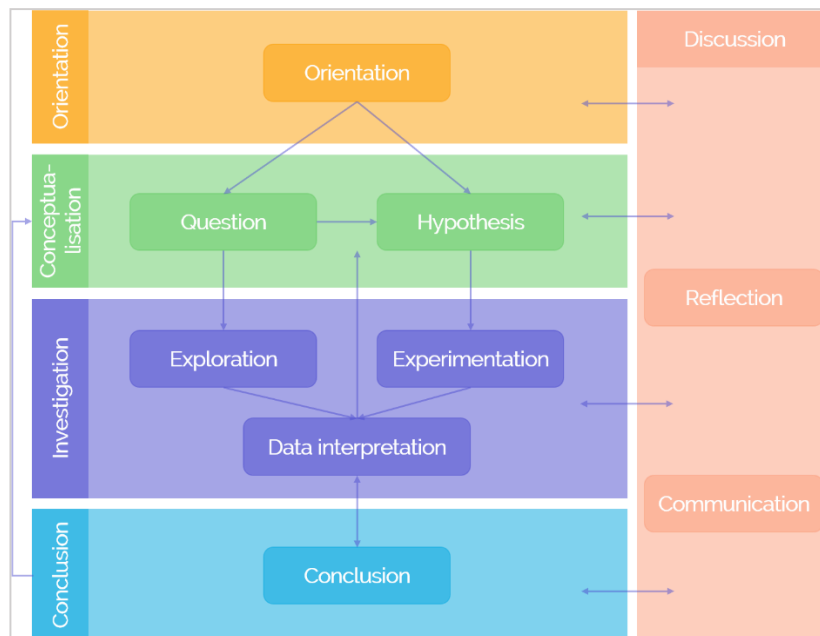 Orientation
Orientation
Discussion
Conceptua-
lisation
Question
Hypothesis
Reflection
Investigation
Exploration
Experimentation
Data interpretation
Communication
Conclusion
Conclusion